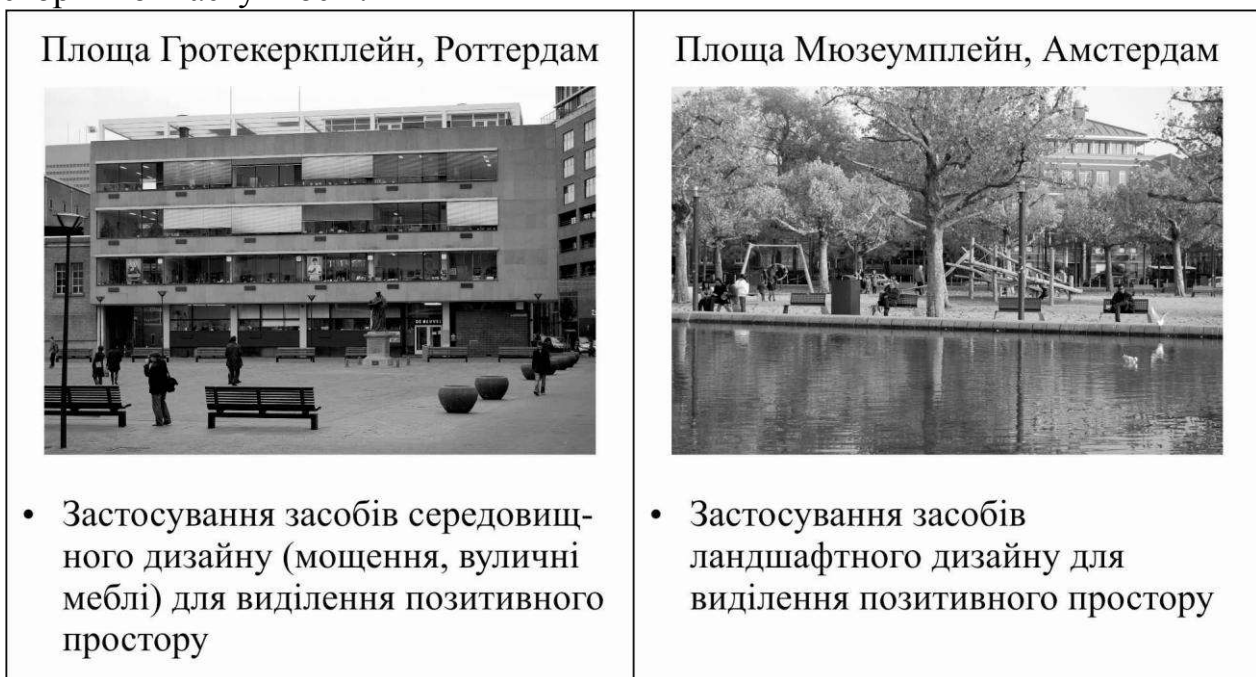 Площа Гротекеркплейн, Роттердам
Площа Мюзеумплейн, Амстердам
• Застосування засобів середовищ-
ного дизайну (мощення, вуличні
меблі) для виділення позитивного
простору
• Застосування засобів
ландшафтного дизайну для
виділення позитивного простору